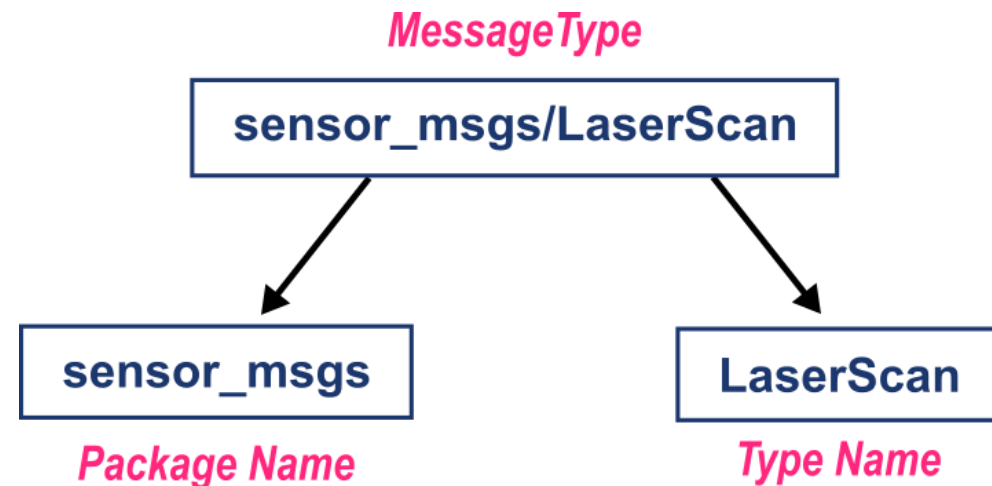 MessageType
sensor_msgs/LaserScan
sensor_msgs
LaserScan
Package Name
Type Name